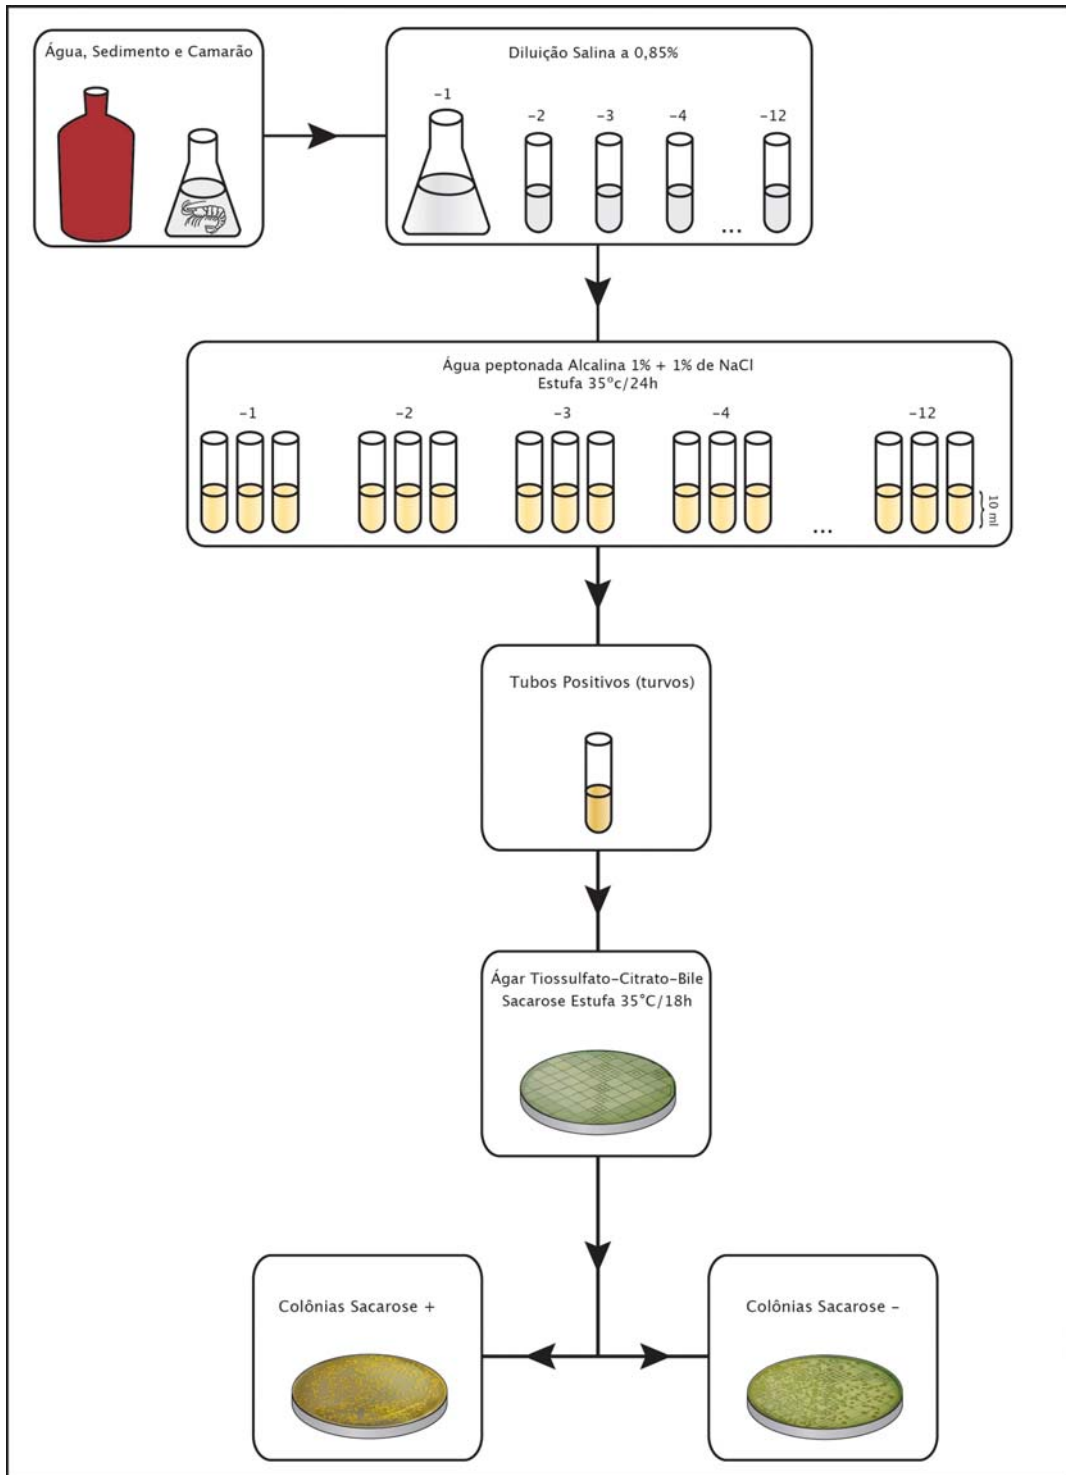 Água, Sedimento e Camarão
Diluição Salina a 0,85%
-1
-2
-3
-4
-12
...
Água peptonada Alcalina 1% + 1% de NaCl
Estufa 35ºc/24h
-1
-2
-3
-4
-12
...
10 ml
Tubos Positivos (turvos)
Ágar Tiossulfato-Citrato-Bile
Sacarose Estufa 35°C/18h
Colônias Sacarose +
Colônias Sacarose -